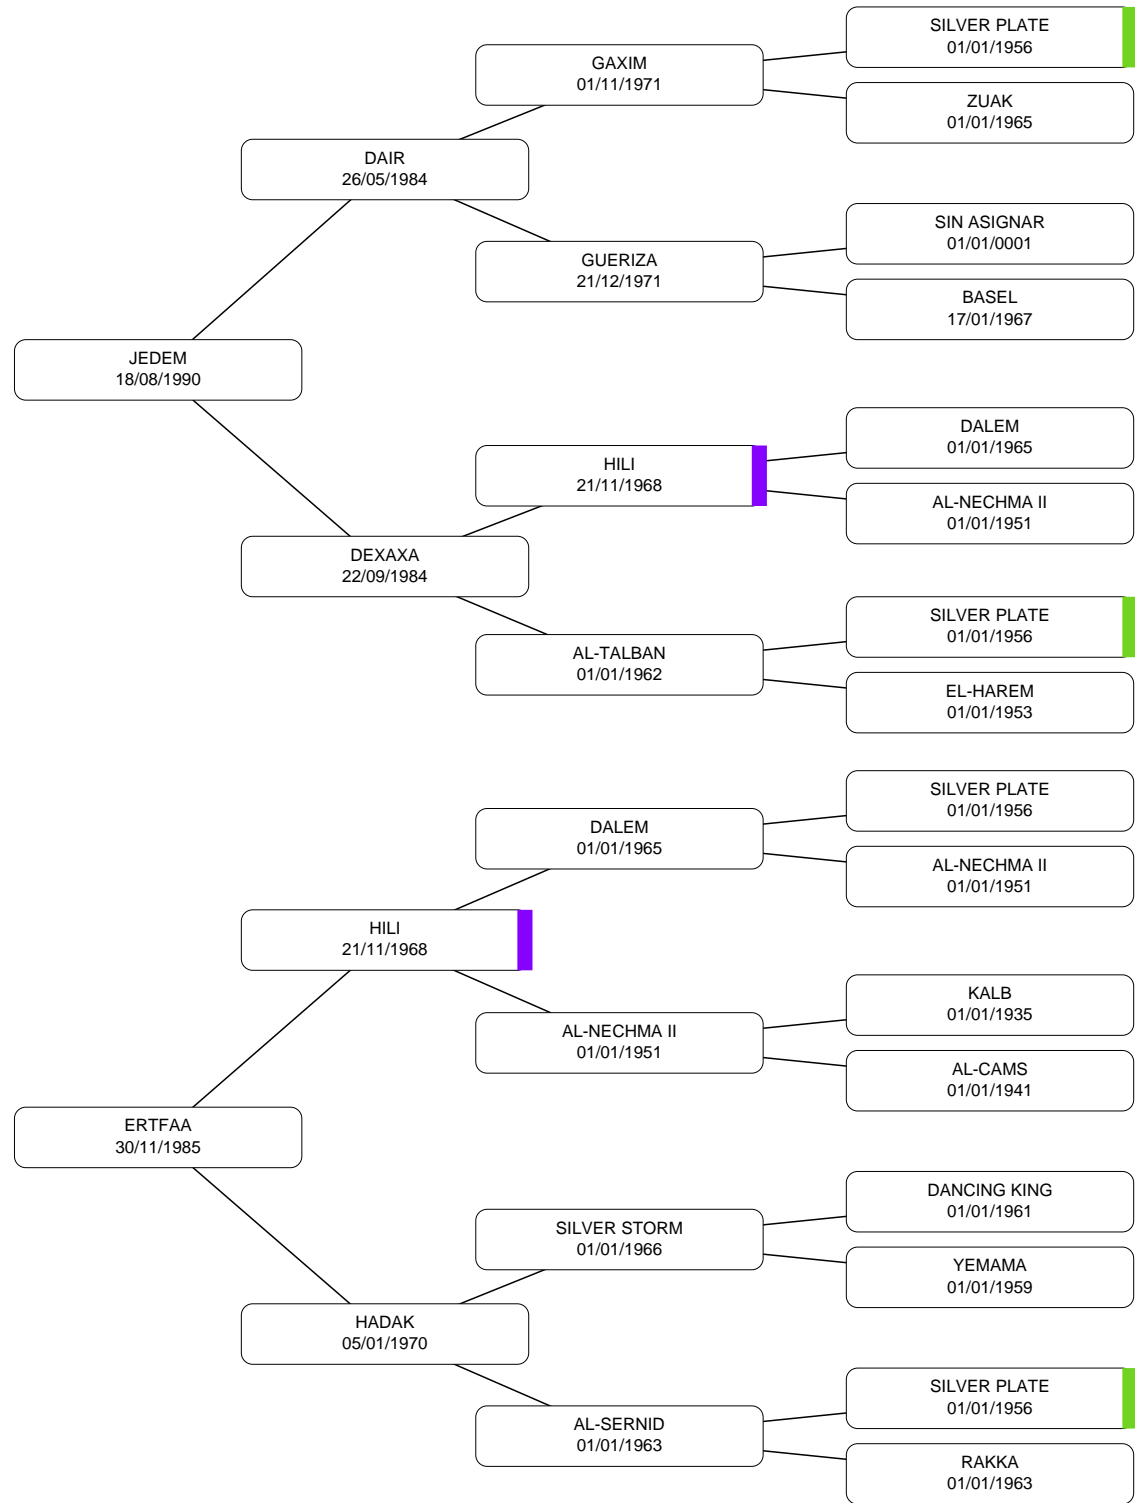 SILVER PLATE
01/01/1956
GAXIM
01/11/1971
ZUAK
01/01/1965
DAIR
26/05/1984
SIN ASIGNAR
01/01/0001
GUERIZA
21/12/1971
BASEL
17/01/1967
JEDEM
18/08/1990
DALEM
01/01/1965
HILI
21/11/1968
AL-NECHMA II
01/01/1951
DEXAXA
22/09/1984
SILVER PLATE
01/01/1956
AL-TALBAN
01/01/1962
EL-HAREM
01/01/1953
SILVER PLATE
01/01/1956
DALEM
01/01/1965
AL-NECHMA II
01/01/1951
HILI
21/11/1968
KALB
01/01/1935
AL-NECHMA II
01/01/1951
AL-CAMS
01/01/1941
ERTFAA
30/11/1985
DANCING KING
01/01/1961
SILVER STORM
01/01/1966
YEMAMA
01/01/1959
HADAK
05/01/1970
SILVER PLATE
01/01/1956
AL-SERNID
01/01/1963
RAKKA
01/01/1963